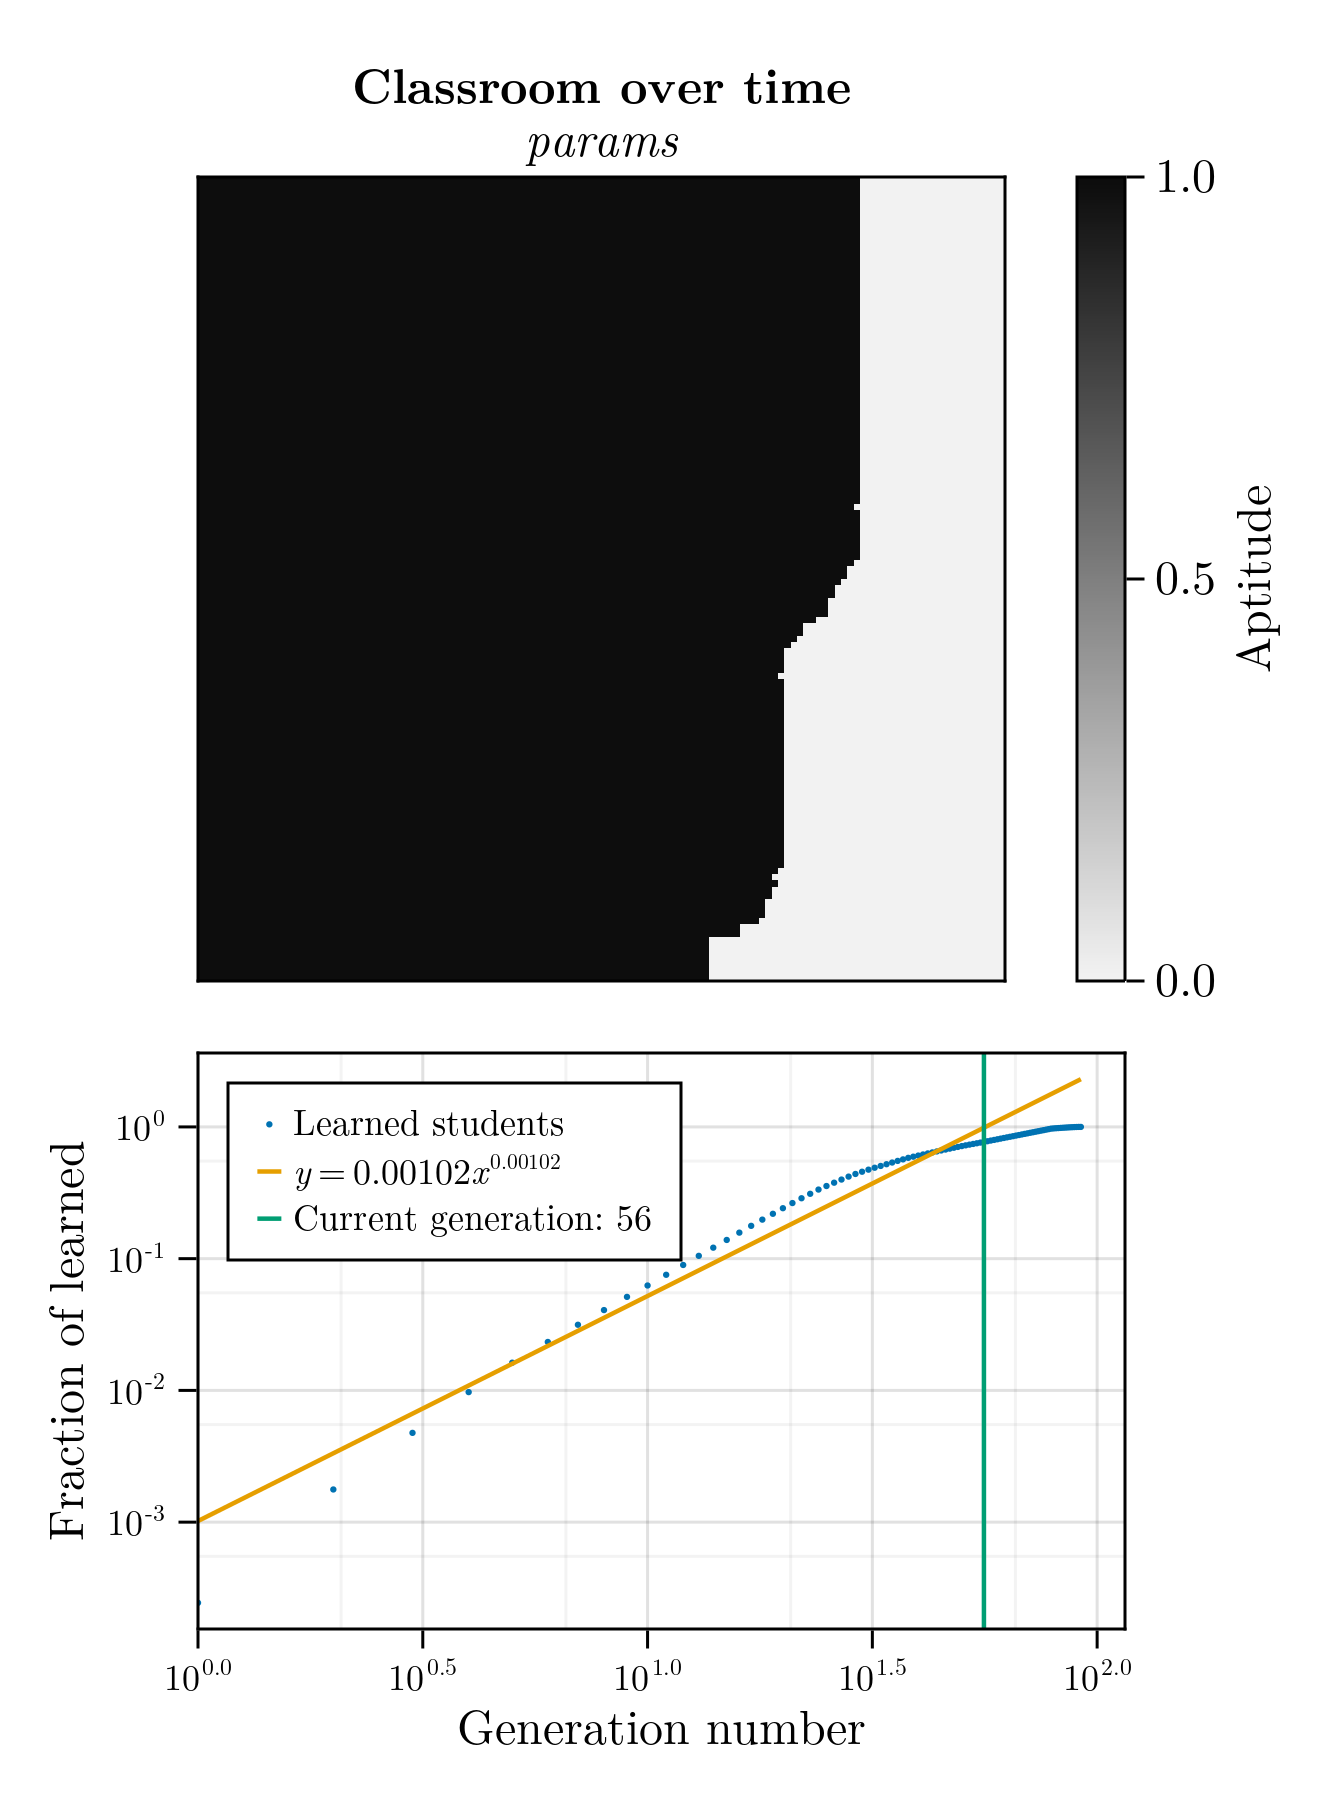 Classroom over time
params
1.0
0.5
0.0
Aptitude
Learned students
y = 0.00102x^0.00102
Current generation: 56
10^0
10^-1
10^-2
10^-3
Fraction of learned
10^0.0 10^0.5 10^1.0 10^1.5 10^2.0
Generation number